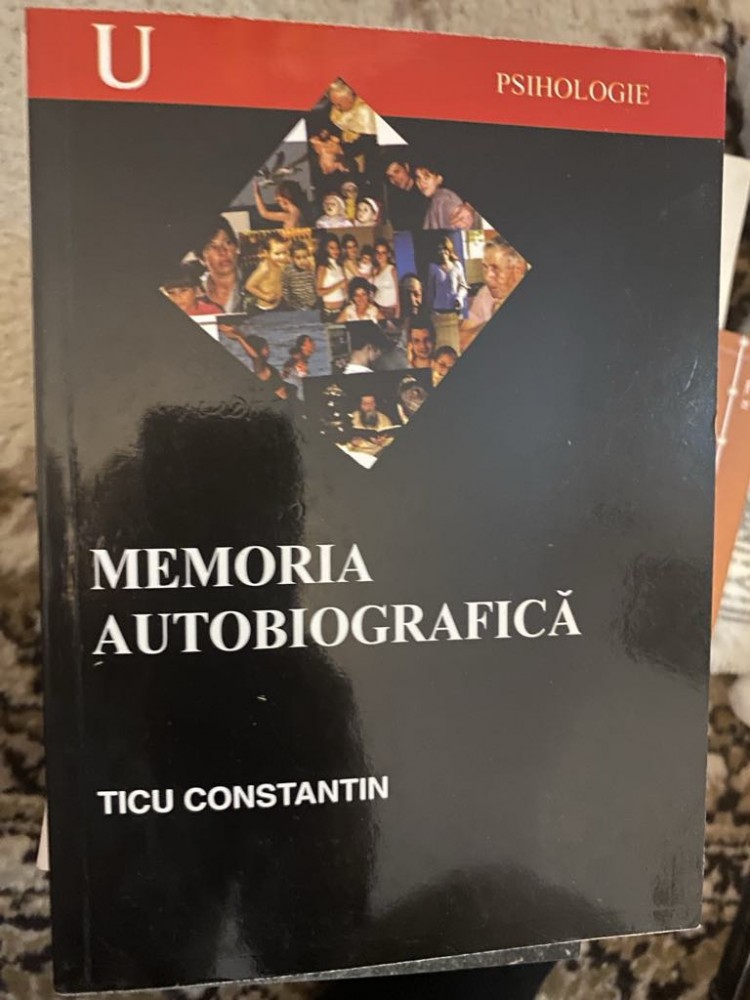 U
PSIHOLOGIE
MEMORIA
AUTOBIOGRAFICĂ
TICU CONSTANTIN